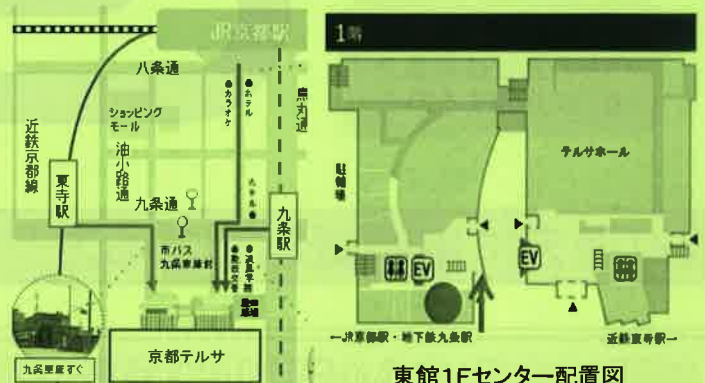 JR京都駅
八条通
ショッピング
モール
油小路通
近鉄京都線
東寺駅
九条通
市バス
九条車庫前
カラオケ
ホテル
烏丸通
ホテル
九条駅
京都テルサ
九条車庫すぐ
1階
テルサホール
駐輪場
EV
EV
←JR京都駅・地下鉄九条駅
近鉄東寺駅→
東館1Fセンター配置図